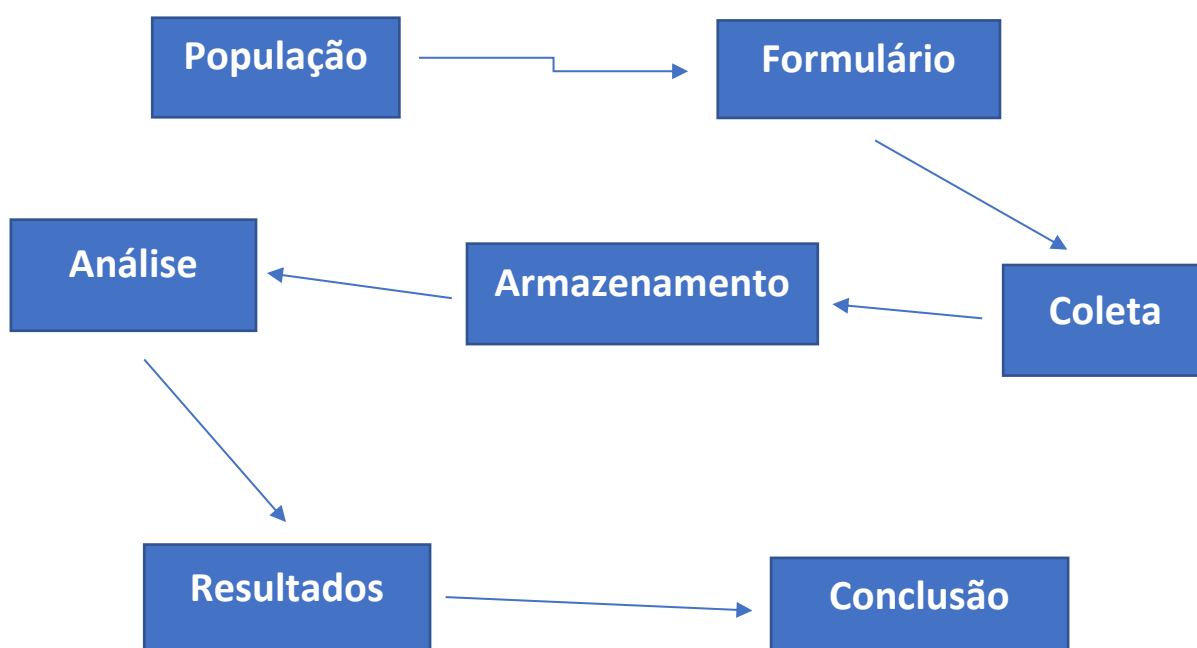 População
Formulário
Análise
Armazenamento
Coleta
Resultados
Conclusão